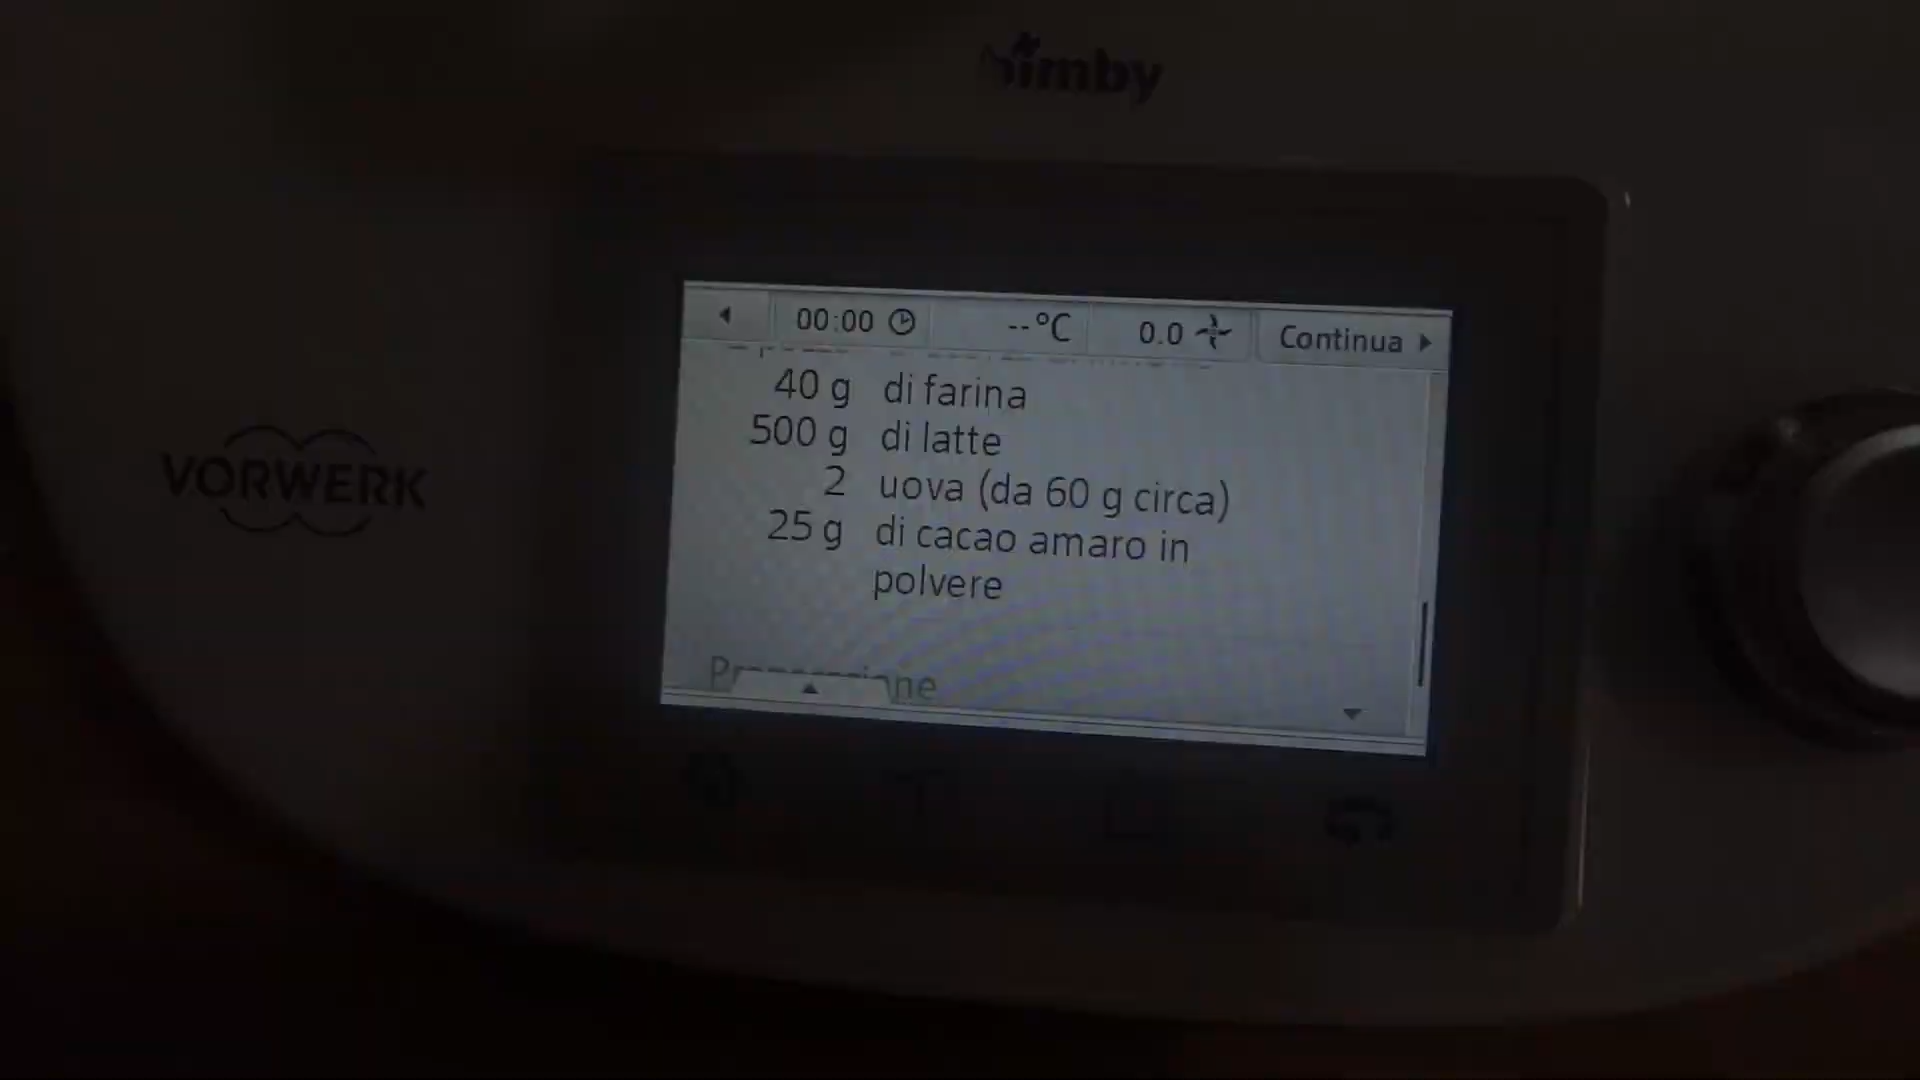 bimby
00:00 --°C 0.0 Continua
40 g di farina
500 g di latte
2 uova (da 60 g circa)
25 g di cacao amaro in
polvere
VORWERK